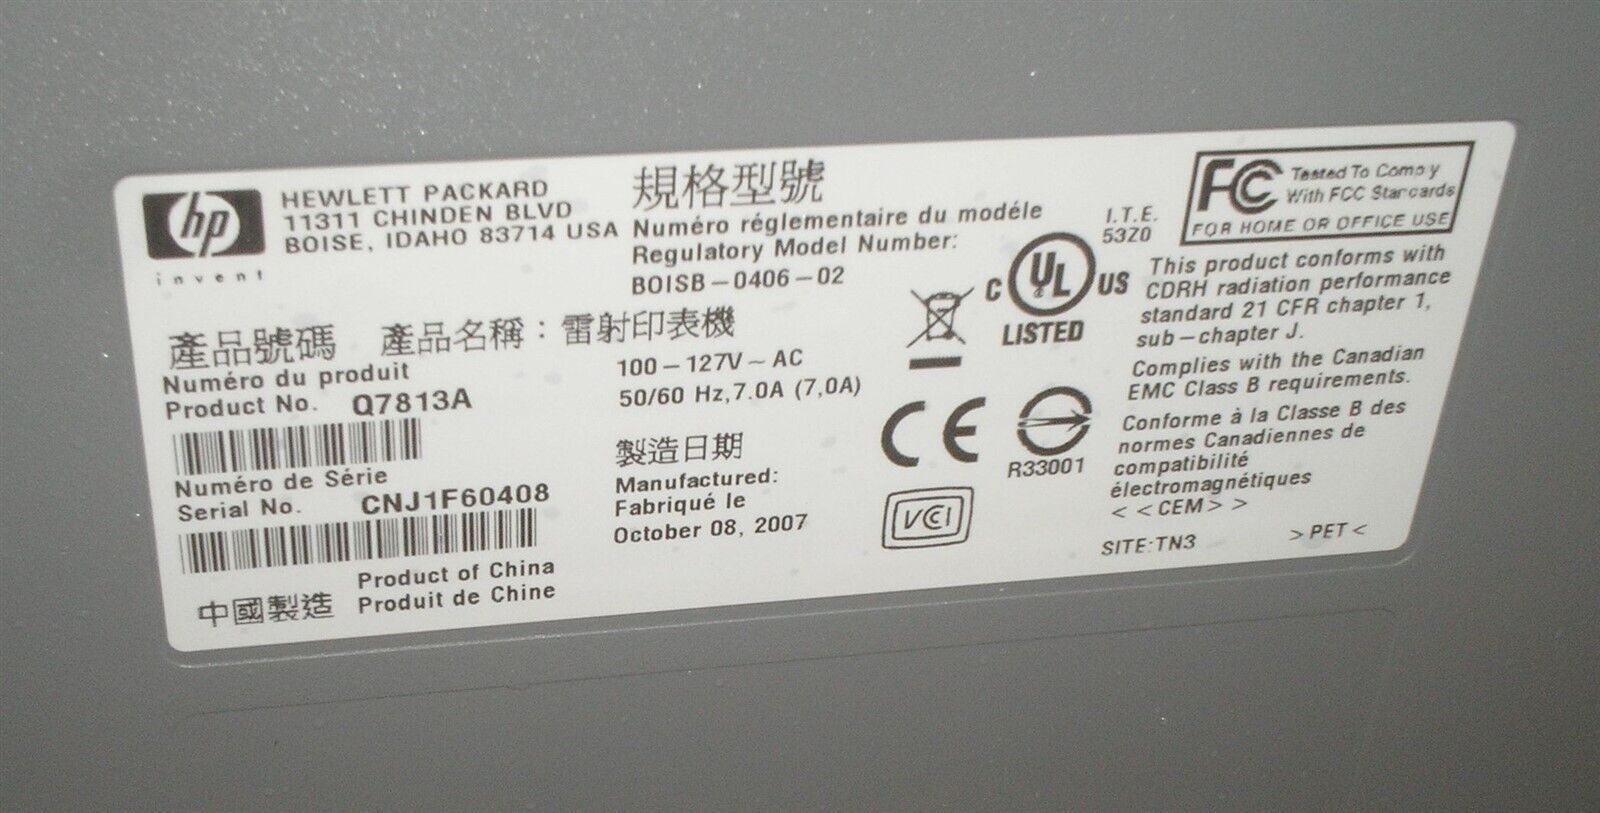 hp
invent
HEWLETT PACKARD
11311 CHINDEN BLVD
BOISE, IDAHO 83714 USA
規格型號
Numéro réglementaire du modéle
Regulatory Model Number:
BOISB-0406-02
I.T.E.
53Z0
C UL US
LISTED
FC Tested To Comply
With FCC Standards
FOR HOME OR OFFICE USE
產品號碼 產品名稱：雷射印表機
Numéro du produit
Product No. Q7813A
100-127V~AC
50/60 Hz,7.0A (7,0A)
Numéro de Série
Serial No. CNJ1F60408
製造日期
Manufactured:
Fabriqué le
October 08, 2007
中國製造
Product of China
Produit de Chine
CE
R33001
VCI
This product conforms with
CDRH radiation performance
standard 21 CFR chapter 1,
sub-chapter J.
Complies with the Canadian
EMC Class B requirements.
Conforme à la Classe B des
normes Canadiennes de
compatibilité
électromagnétiques
<<CEM>>
SITE:TN3
>PET<